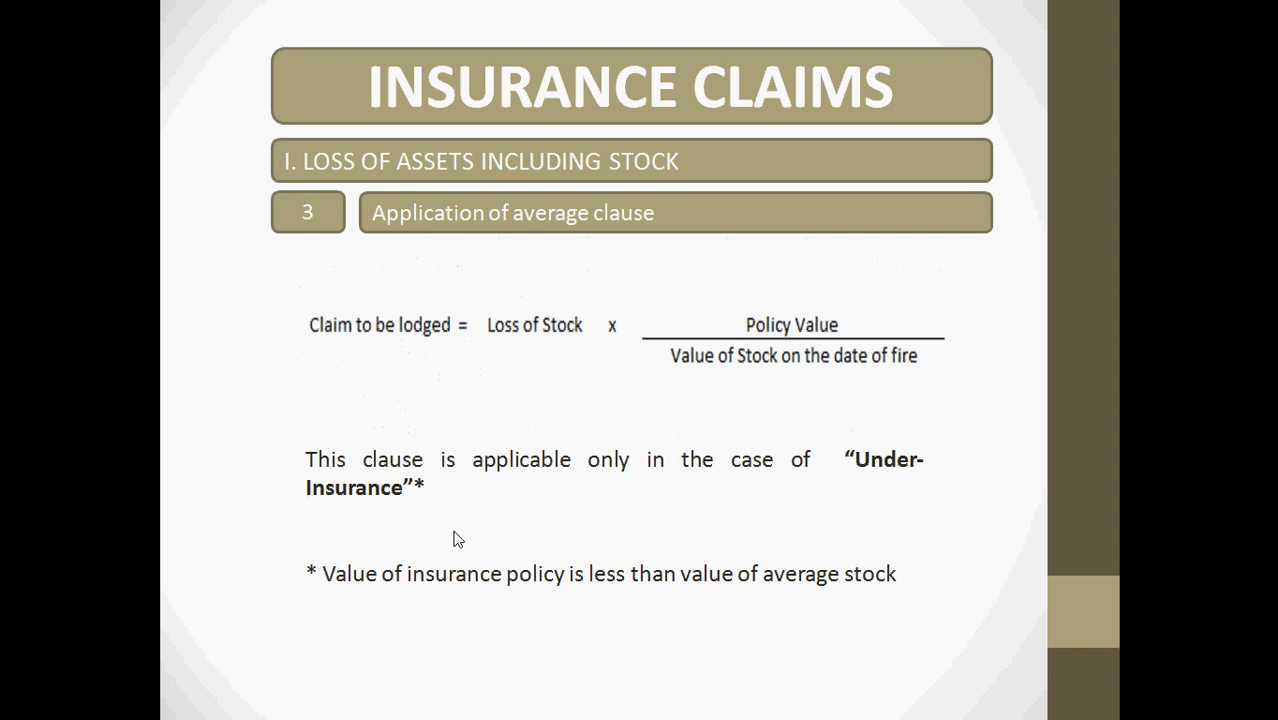 INSURANCE CLAIMS
I. LOSS OF ASSETS INCLUDING STOCK
3
Application of average clause
Claim to be lodged = Loss of Stock x Policy Value
Value of Stock on the date of fire
This clause is applicable only in the case of “Under-
Insurance”*
* Value of insurance policy is less than value of average stock